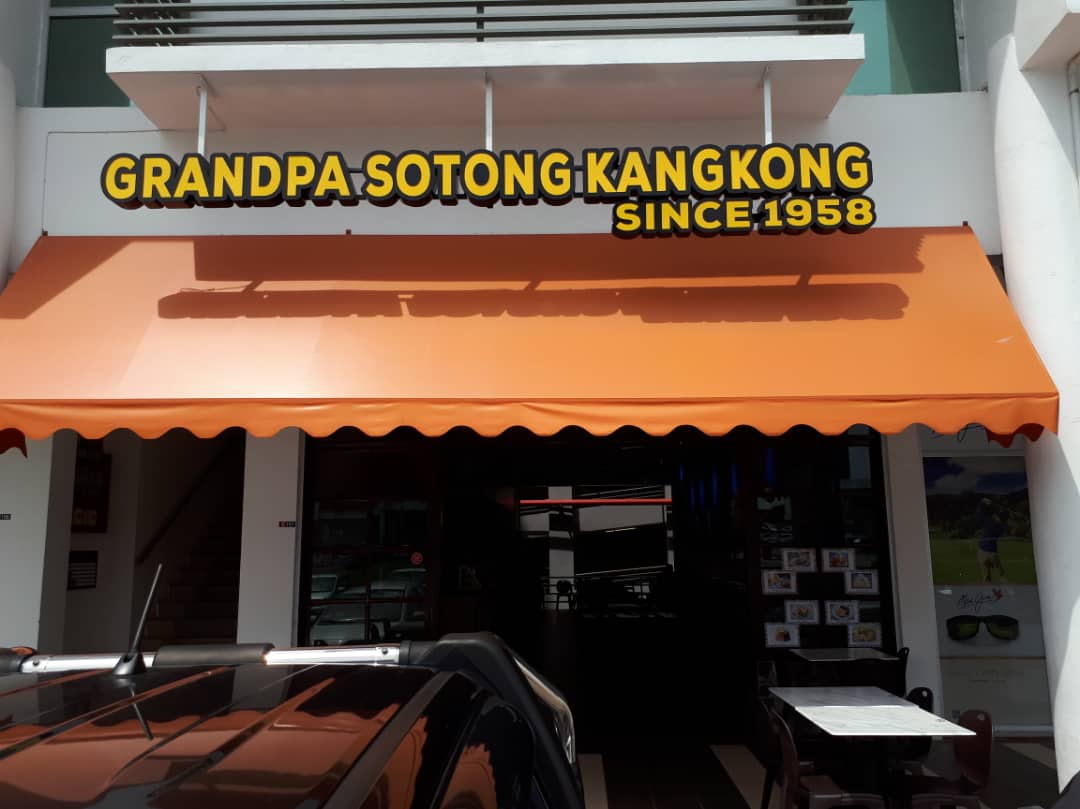 GRANDPA SOTONG KANGKONG
SINCE 1958